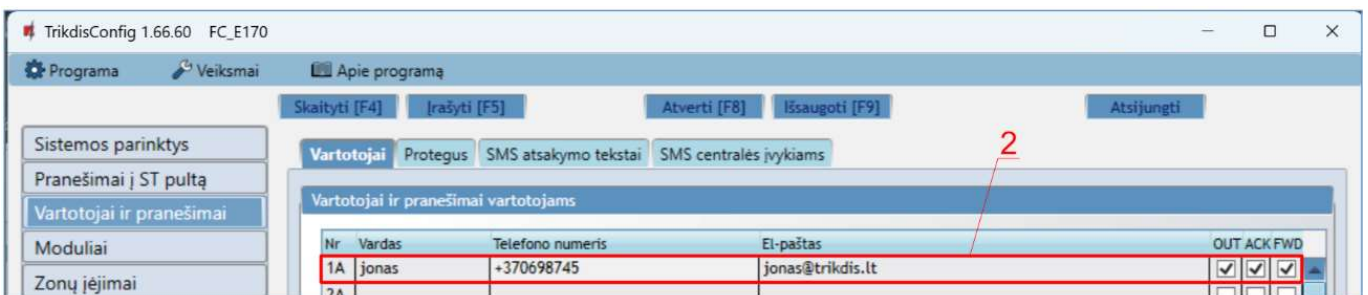 TrikdisConfig 1.66.60 FC_E170
Programa Veiksmai Apie programą
Skaityti [F4] Įrašyti [F5] Atverti [F8] Išsaugoti [F9] Atsijungti
Sistemos parinktys
Vartotojai Protegus SMS atsakymo tekstai SMS centralės įvykiams
2
Pranešimai į ST pultą
Vartotojai ir pranešimai vartotojams
Vartotojai ir pranešimai
Nr Vardas Telefono numeris El-paštas OUT ACK FWD
Moduliai
1A jonas +370698745 jonas@trikdis.lt
Zonų įėjimai
2A